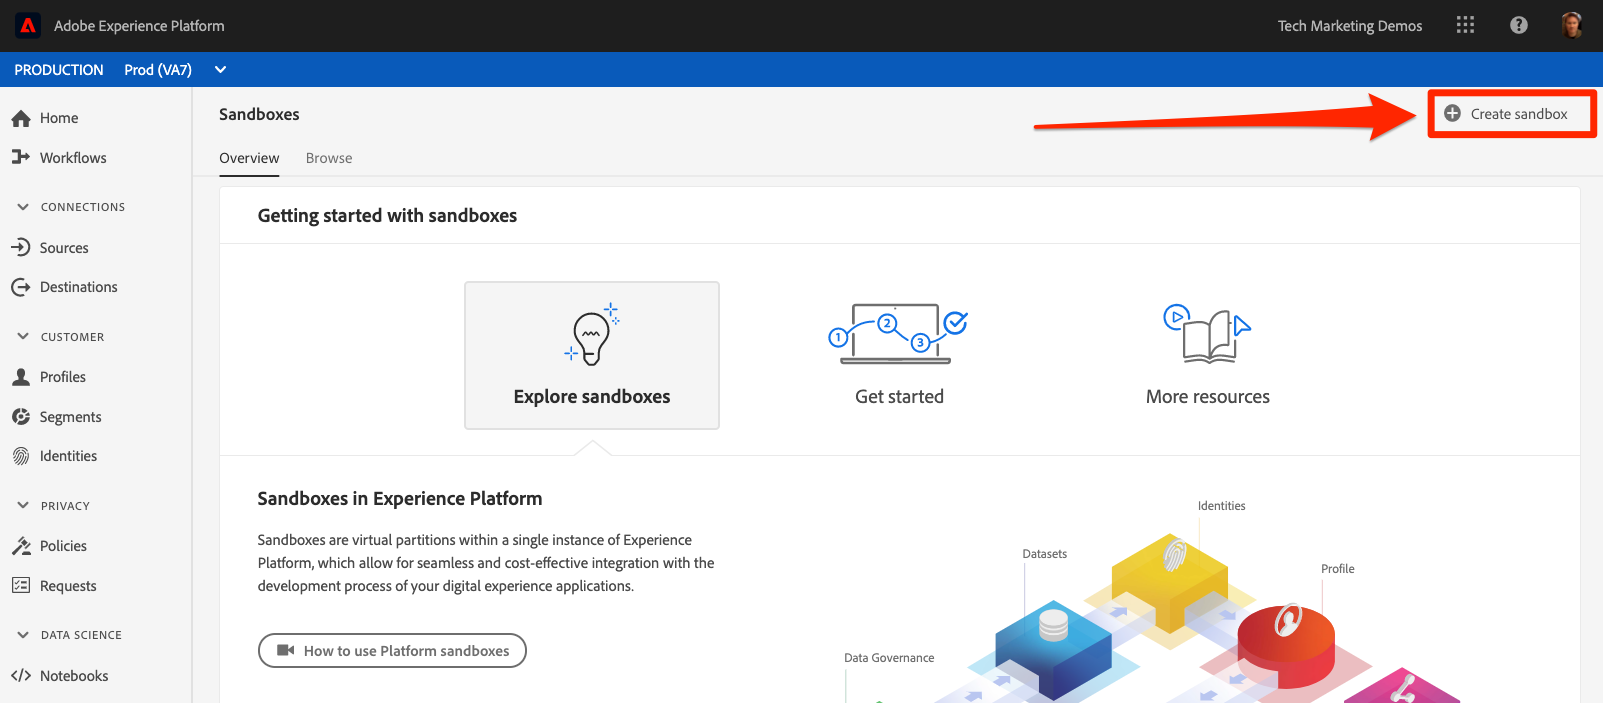 Adobe Experience Platform
Tech Marketing Demos
PRODUCTION Prod (VA7)
Home
Workflows
CONNECTIONS
Sources
Destinations
CUSTOMER
Profiles
Segments
Identities
PRIVACY
Policies
Requests
DATA SCIENCE
Notebooks
Sandboxes
Create sandbox
Overview Browse
Getting started with sandboxes
1 2 3
Explore sandboxes
Get started
More resources
Sandboxes in Experience Platform
Sandboxes are virtual partitions within a single instance of Experience
Platform, which allow for seamless and cost-effective integration with the
development process of your digital experience applications.
How to use Platform sandboxes
Identities
Datasets
Profile
Data Governance